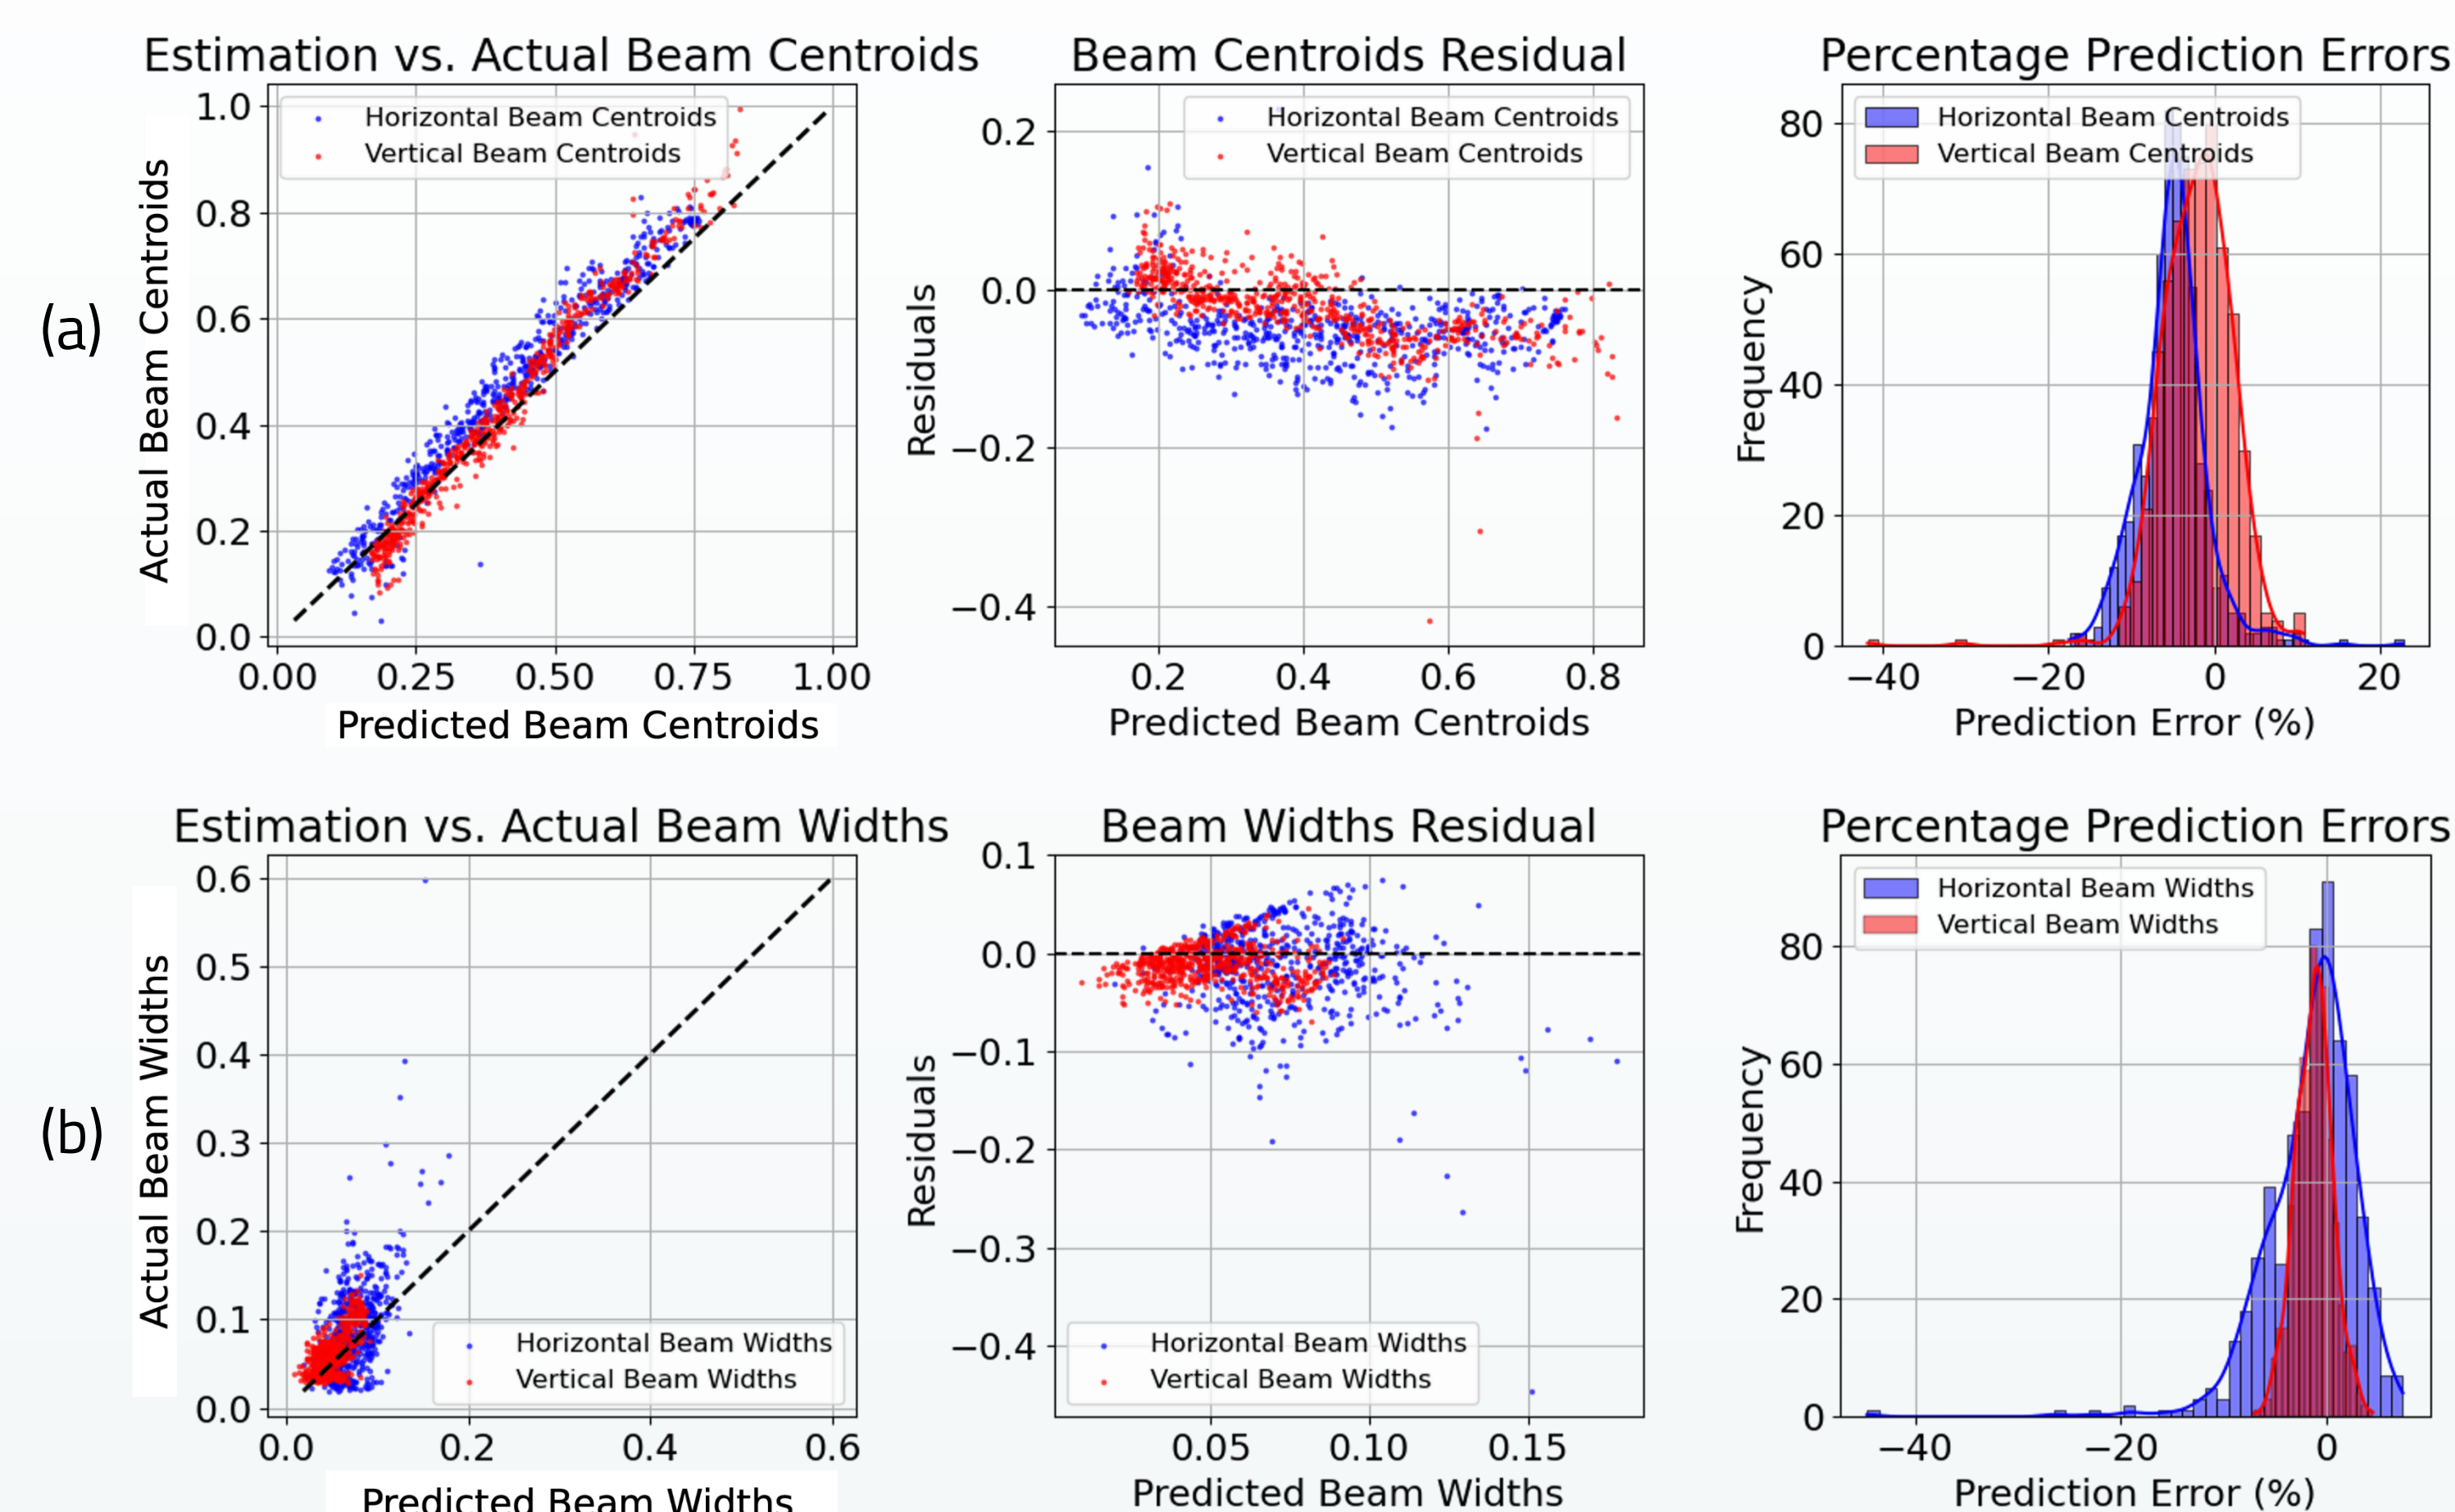 Estimation vs. Actual Beam Centroids
Beam Centroids Residual
Percentage Prediction Errors
(a)
Actual Beam Centroids
1.0
0.8
0.6
0.4
0.2
0.0
Horizontal Beam Centroids
Vertical Beam Centroids
0.00 0.25 0.50 0.75 1.00
Predicted Beam Centroids
Residuals
0.2
0.0
−0.2
−0.4
Horizontal Beam Centroids
Vertical Beam Centroids
0.2 0.4 0.6 0.8
Predicted Beam Centroids
Frequency
80
60
40
20
0
Horizontal Beam Centroids
Vertical Beam Centroids
−40 −20 0 20
Prediction Error (%)
Estimation vs. Actual Beam Widths
Beam Widths Residual
Percentage Prediction Errors
(b)
Actual Beam Widths
0.6
0.5
0.4
0.3
0.2
0.1
0.0
Horizontal Beam Widths
Vertical Beam Widths
0.0 0.2 0.4 0.6
Predicted Beam Widths
Residuals
0.1
0.0
−0.1
−0.2
−0.3
−0.4
Horizontal Beam Widths
Vertical Beam Widths
0.05 0.10 0.15
Predicted Beam Widths
Frequency
80
60
40
20
0
Horizontal Beam Widths
Vertical Beam Widths
−40 −20 0
Prediction Error (%)